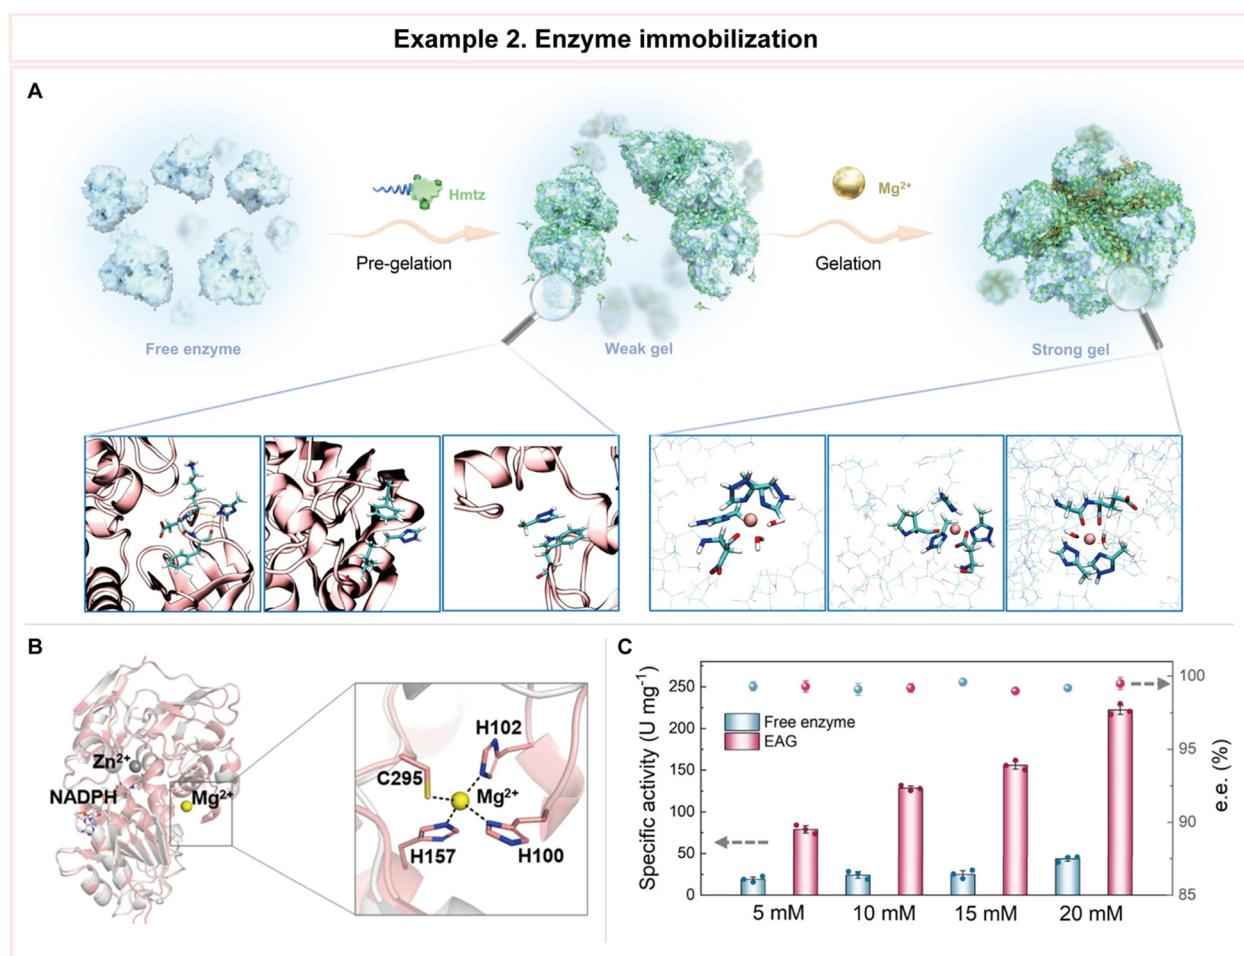 Example 2. Enzyme immobilization
A
Hmtz
Mg²⁺
Pre-gelation
Gelation
Free enzyme
Weak gel
Strong gel
B
Zn²⁺
NADPH
Mg²⁺
H102
C295
Mg²⁺
H157
H100
C
Specific activity (U mg⁻¹)
250
200
150
100
50
0
Free enzyme
EAG
100
95
90
85
e.e. (%)
5 mM
10 mM
15 mM
20 mM